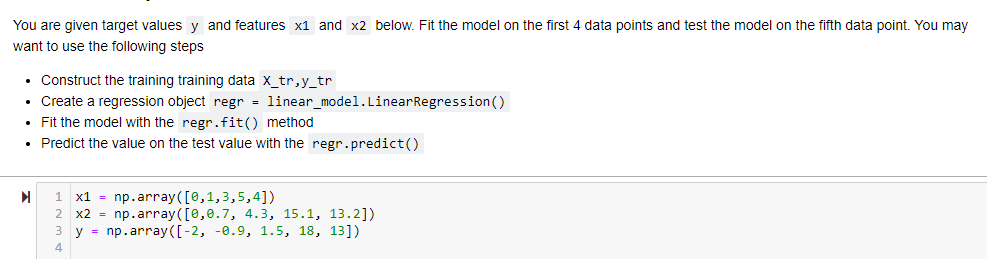 You are given target values y and features x1 and x2 below. Fit the model on the first 4 data points and test the model on the fifth data point. You may
want to use the following steps
• Construct the training training data X_tr,y_tr
• Create a regression object regr = linear_model.LinearRegression()
• Fit the model with the regr.fit() method
• Predict the value on the test value with the regr.predict()
1 x1 = np.array([0,1,3,5,4])
2 x2 = np.array([0,0.7, 4.3, 15.1, 13.2])
3 y = np.array([-2, -0.9, 1.5, 18, 13])
4